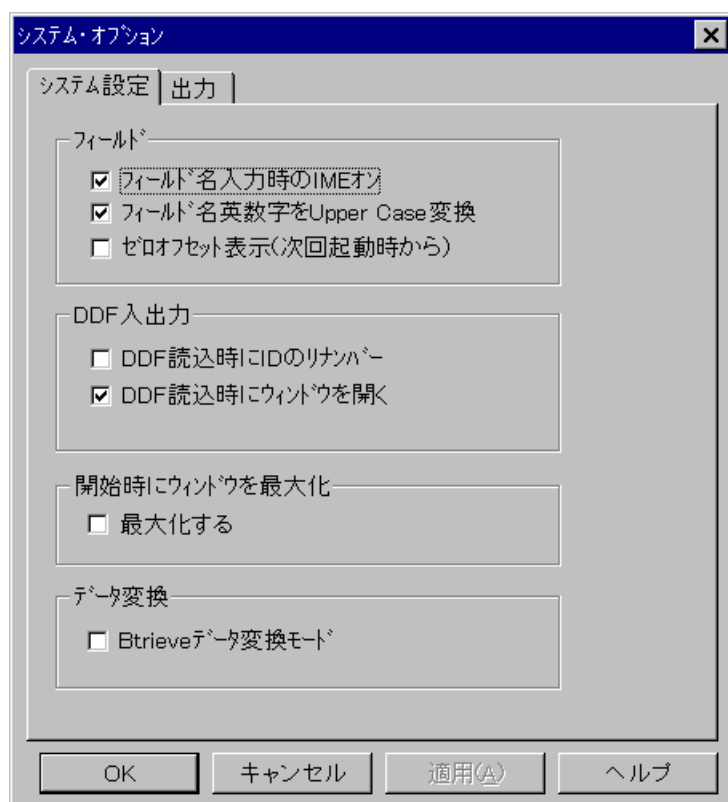 システム・オプション
システム設定 出力
フィールド
フィールド名入力時のIMEオン
フィールド名英数字をUpper Case変換
ゼロオフセット表示(次回起動時から)
DDF入出力
DDF読込時にIDのリナンバー
DDF読込時にウィンドウを開く
開始時にウィンドウを最大化
最大化する
データ変換
Btrieveデータ変換モード
OK キャンセル 適用(A) ヘルプ